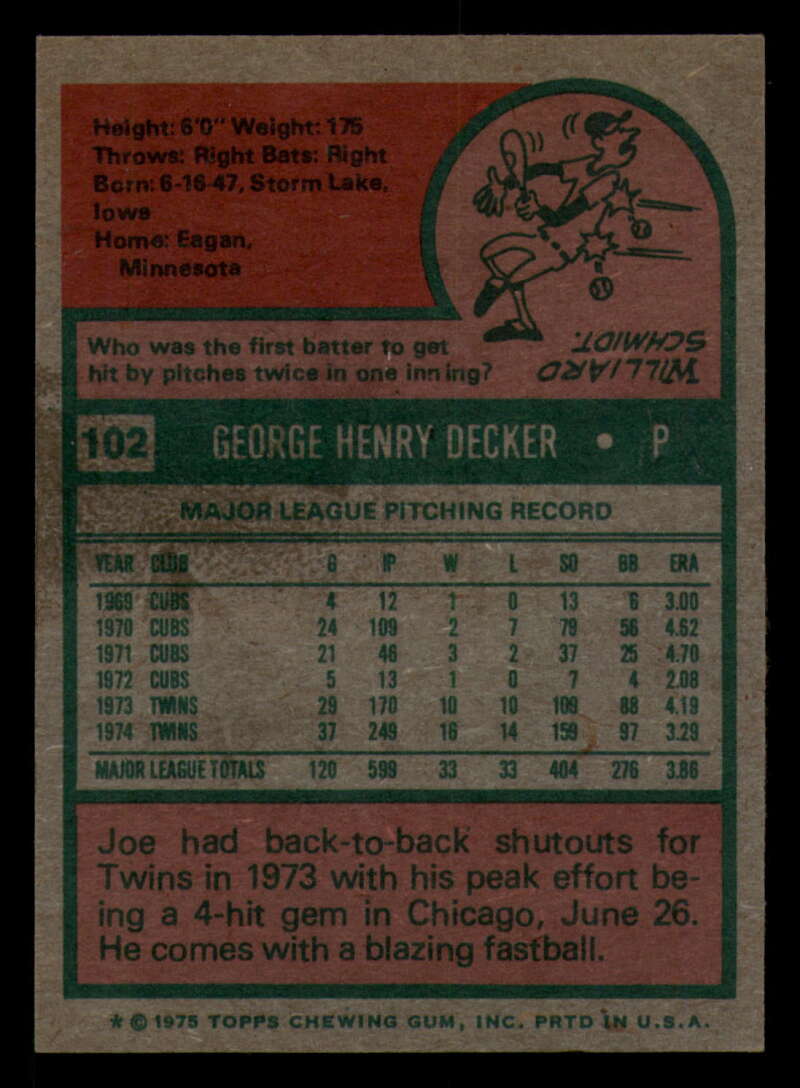 Height: 6'0" Weight: 175
Throws: Right Bats: Right
Born: 6-16-47, Storm Lake,
Iowa
Home: Eagan,
Minnesota
Who was the first batter to get
hit by pitches twice in one inning?
WILLIARD
SCHMIDT.
102 GEORGE HENRY DECKER • P
MAJOR LEAGUE PITCHING RECORD
YEAR CLUB G IP W L SO BB ERA
1969 CUBS 4 12 1 0 13 6 3.00
1970 CUBS 24 109 2 7 79 56 4.62
1971 CUBS 21 46 3 2 37 25 4.70
1972 CUBS 5 13 1 0 7 4 2.08
1973 TWINS 29 170 10 10 109 88 4.19
1974 TWINS 37 249 16 14 159 97 3.29
MAJOR LEAGUE TOTALS 120 599 33 33 404 276 3.86
Joe had back-to-back shutouts for
Twins in 1973 with his peak effort be-
ing a 4-hit gem in Chicago, June 26.
He comes with a blazing fastball.
* © 1975 TOPPS CHEWING GUM, INC. PRTD IN U.S.A.